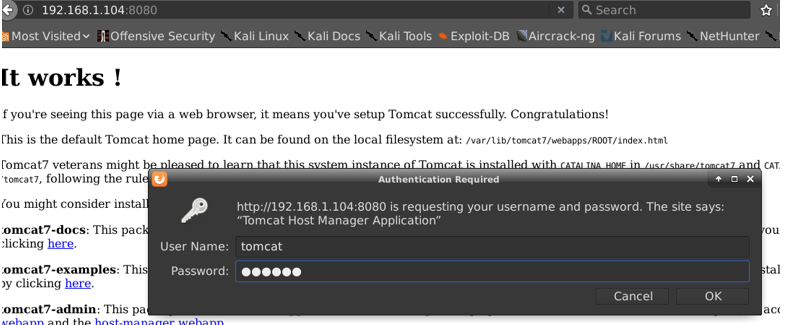 192.168.1.104:8080
Search
Most Visited
Offensive Security
Kali Linux
Kali Docs
Kali Tools
Exploit-DB
Aircrack-ng
Kali Forums
NetHunter
It works !
f you're seeing this page via a web browser, it means you've setup Tomcat successfully. Congratulations!
This is the default Tomcat home page. It can be found on the local filesystem at: /var/lib/tomcat7/webapps/ROOT/index.html
Tomcat7 veterans might be pleased to learn that this system instance of Tomcat is installed with CATALINA_HOME in /usr/share/tomcat7 and CAT
tomcat7, following the rule
You might consider install
tomcat7-docs: This pack
you
clicking here.
tomcat7-examples: This
stal
by clicking here.
tomcat7-admin: This pac
acc
webapp and the host-manager webapp.
Authentication Required
http://192.168.1.104:8080 is requesting your username and password. The site says:
“Tomcat Host Manager Application”
User Name: tomcat
Password: ●●●●●●
Cancel
OK